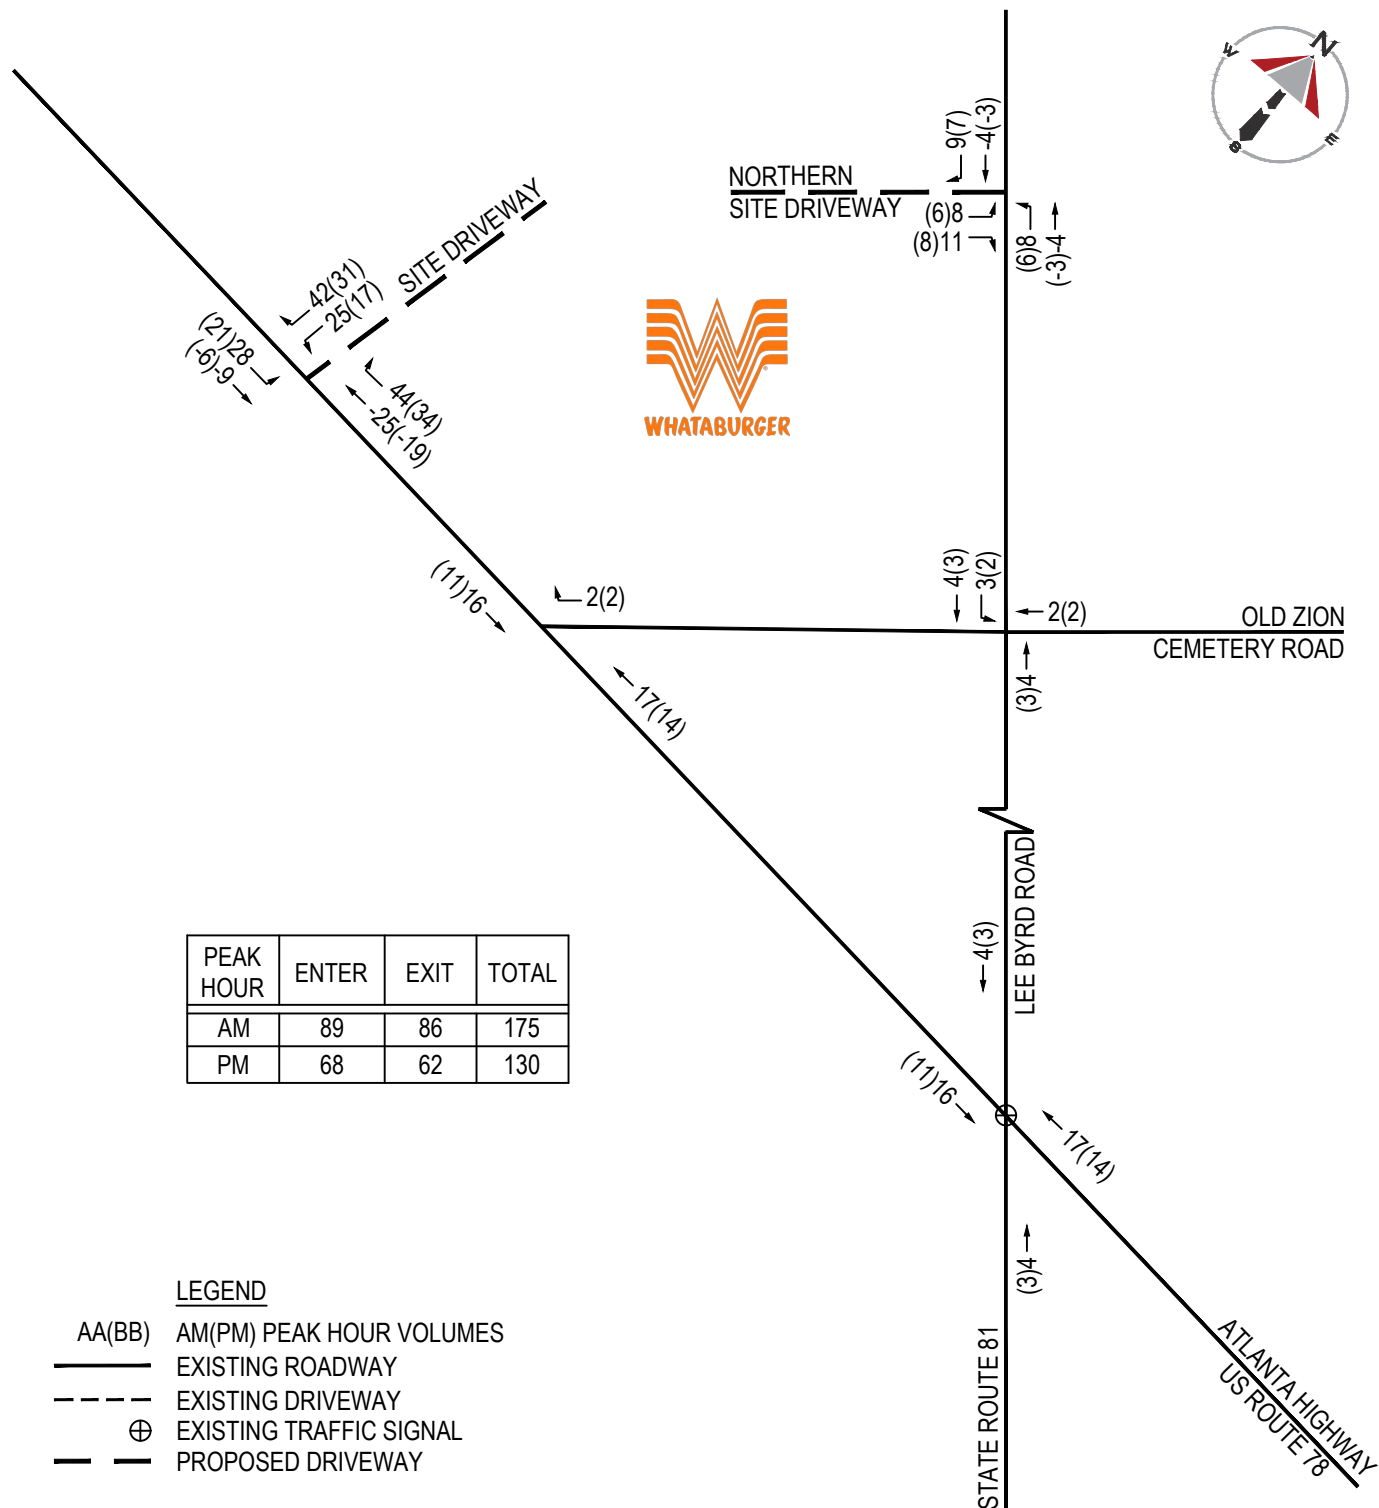 N
W
E
S
9(7)
-4(-3)
NORTHERN
SITE DRIVEWAY
(6)8
(8)11
(6)8
(-3)-4
SITE DRIVEWAY
42(31)
25(17)
(21)28
(-6)-9
44(34)
-25(-19)
WHATABURGER
®
(11)16
2(2)
4(3)
3(2)
2(2)
OLD ZION
CEMETERY ROAD
(3)4
17(14)
LEE BYRD ROAD
4(3)
PEAK HOUR ENTER EXIT TOTAL
AM 89 86 175
PM 68 62 130
(11)16
17(14)
(3)4
STATE ROUTE 81
ATLANTA HIGHWAY
US ROUTE 78
LEGEND
AA(BB) AM(PM) PEAK HOUR VOLUMES
EXISTING ROADWAY
EXISTING DRIVEWAY
EXISTING TRAFFIC SIGNAL
PROPOSED DRIVEWAY